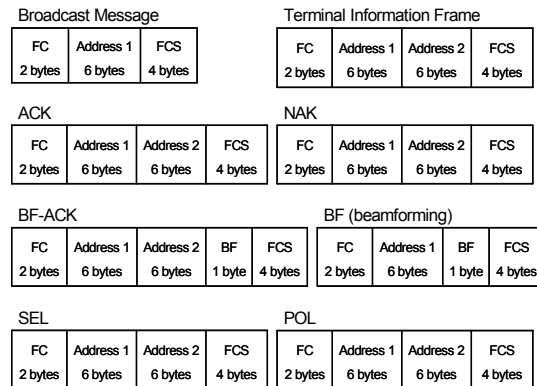 Broadcast Message
FC Address 1 FCS
2 bytes 6 bytes 4 bytes
Terminal Information Frame
FC Address 1 Address 2 FCS
2 bytes 6 bytes 6 bytes 4 bytes
ACK
FC Address 1 Address 2 FCS
2 bytes 6 bytes 6 bytes 4 bytes
NAK
FC Address 1 Address 2 FCS
2 bytes 6 bytes 6 bytes 4 bytes
BF-ACK
FC Address 1 Address 2 BF FCS
2 bytes 6 bytes 6 bytes 1 byte 4 bytes
BF (beamforming)
FC Address 1 BF FCS
2 bytes 6 bytes 1 byte 4 bytes
SEL
FC Address 1 Address 2 FCS
2 bytes 6 bytes 6 bytes 4 bytes
POL
FC Address 1 Address 2 FCS
2 bytes 6 bytes 6 bytes 4 bytes